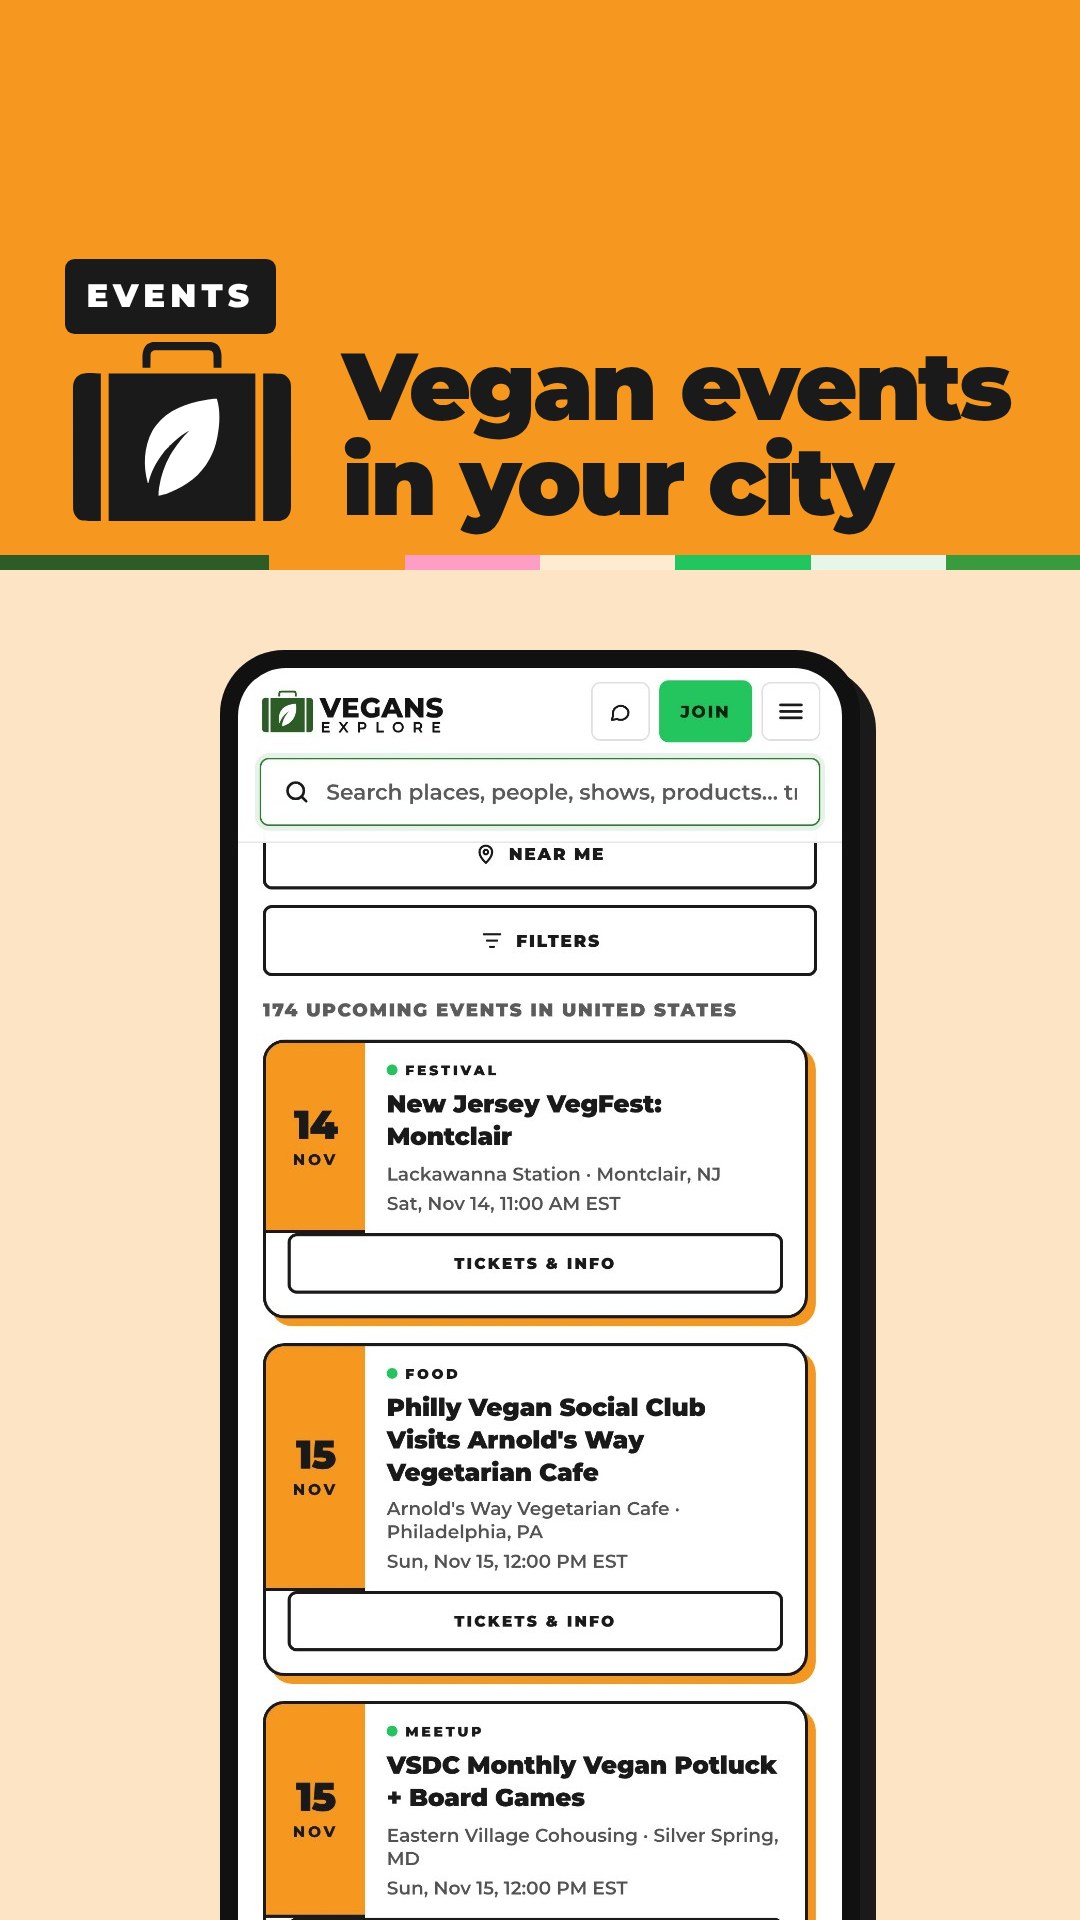 EVENTS
Vegan events
in your city
VEGANS
EXPLORE
JOIN
Search places, people, shows, products...
NEAR ME
FILTERS
174 UPCOMING EVENTS IN UNITED STATES
14
NOV
FESTIVAL
New Jersey VegFest:
Montclair
Lackawanna Station · Montclair, NJ
Sat, Nov 14, 11:00 AM EST
TICKETS & INFO
15
NOV
FOOD
Philly Vegan Social Club
Visits Arnold's Way
Vegetarian Cafe
Arnold's Way Vegetarian Cafe ·
Philadelphia, PA
Sun, Nov 15, 12:00 PM EST
TICKETS & INFO
15
NOV
MEETUP
VSDC Monthly Vegan Potluck
+ Board Games
Eastern Village Cohousing · Silver Spring,
MD
Sun, Nov 15, 12:00 PM EST